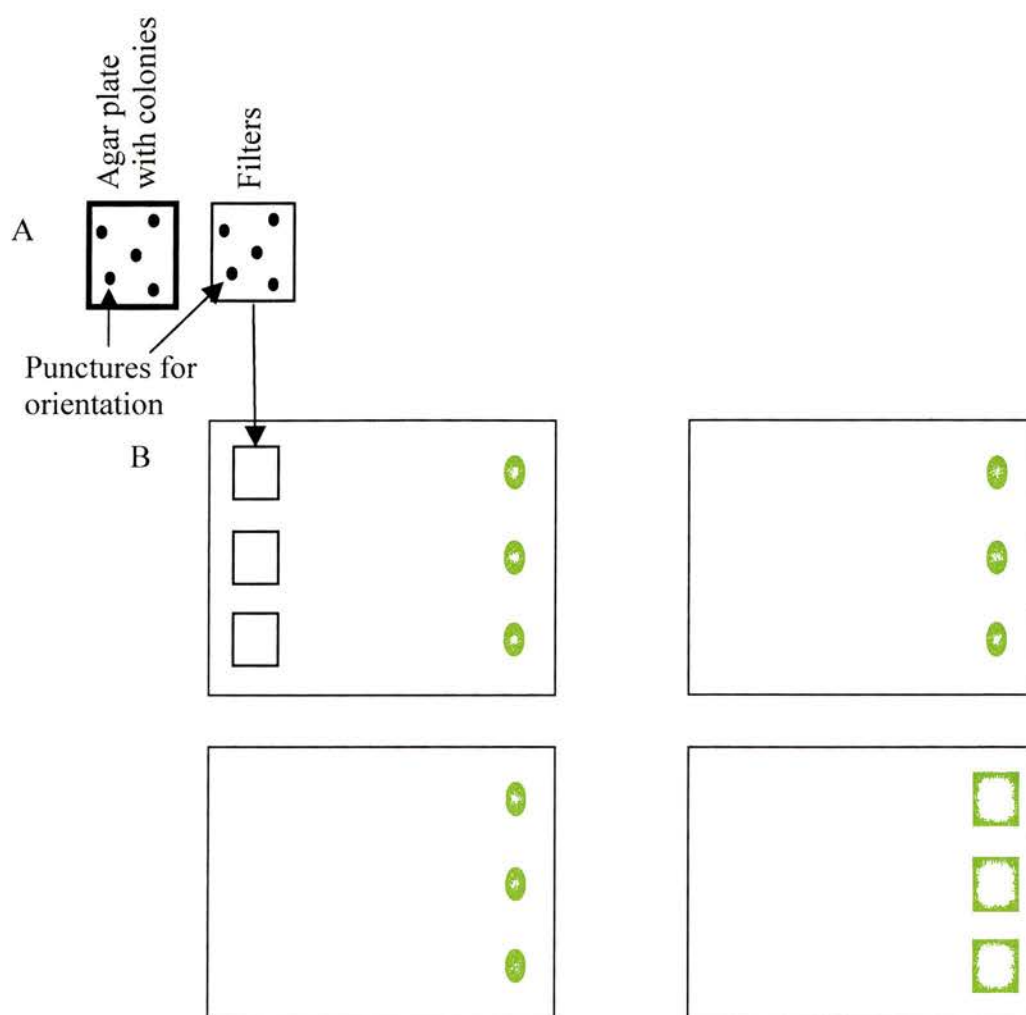 Agar plate
with colonies
Filters
A
Punctures for
orientation
B